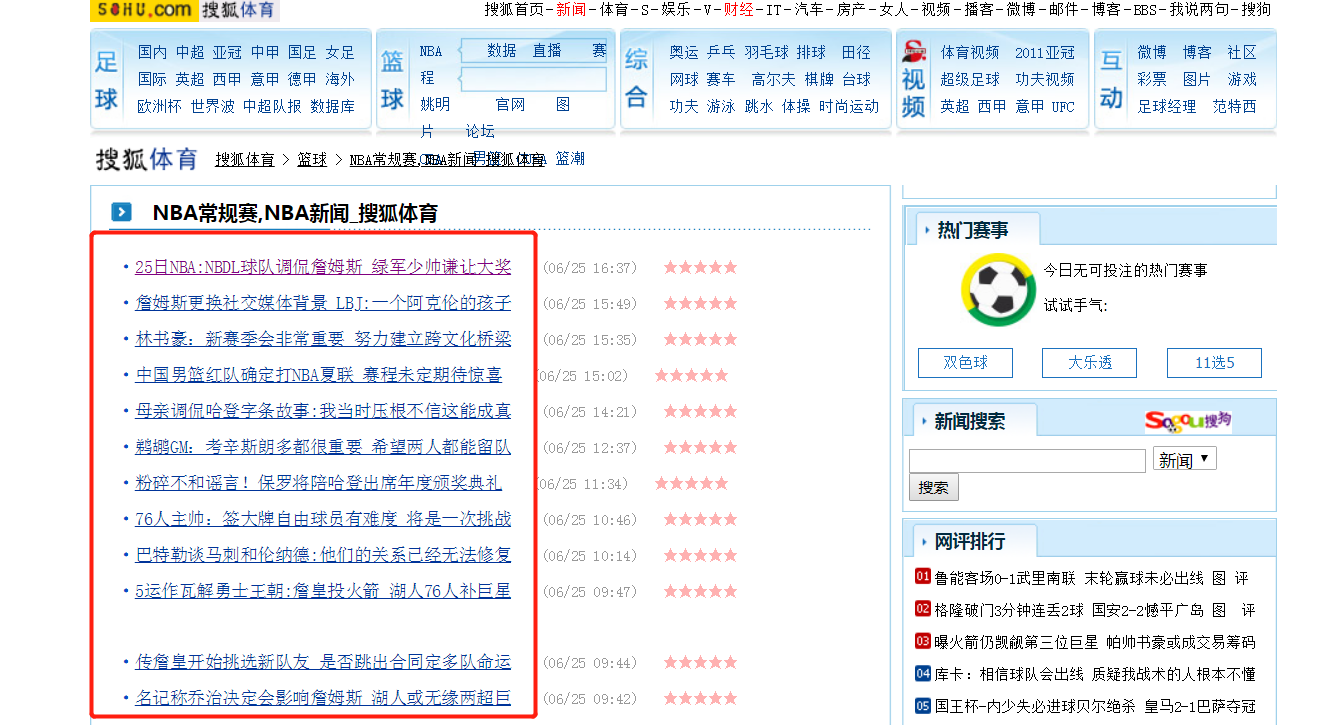 SOHU.com 搜狐体育
搜狐首页-新闻-体育-S-娱乐-V-财经-IT-汽车-房产-女人-视频-播客-微博-邮件-博客-BBS-我说两句-搜狗
足球
国内 中超 亚冠 中甲 国足 女足
国际 英超 西甲 意甲 德甲 海外
欧洲杯 世界波 中超队报 数据库
篮球
NBA 数据 直播 赛
程
姚明 官网 图
片 论坛
男篮 篮潮
综合
奥运 乒乓 羽毛球 排球 田径
网球 赛车 高尔夫 棋牌 台球
功夫 游泳 跳水 体操 时尚运动
S视频
体育视频 2011亚冠
超级足球 功夫视频
英超 西甲 意甲 UFC
互动
微博 博客 社区
彩票 图片 游戏
足球经理 范特西
搜狐体育 搜狐体育 > 篮球 > NBA常规赛,NBA新闻_搜狐体育
NBA常规赛,NBA新闻_搜狐体育
25日NBA:NBDL球队调侃詹姆斯 绿军少帅谦让大奖 (06/25 16:37) ★★★★★
詹姆斯更换社交媒体背景 LBJ:一个阿克伦的孩子 (06/25 15:49) ★★★★★
林书豪：新赛季会非常重要 努力建立跨文化桥梁 (06/25 15:35) ★★★★★
中国男篮红队确定打NBA夏联 赛程未定期待惊喜 (06/25 15:02) ★★★★★
母亲调侃哈登字条故事:我当时压根不信这能成真 (06/25 14:21) ★★★★★
鹈鹕GM：考辛斯朗多都很重要 希望两人都能留队 (06/25 12:37) ★★★★★
粉碎不和谣言！保罗将陪哈登出席年度颁奖典礼 (06/25 11:34) ★★★★★
76人主帅：签大牌自由球员有难度 将是一次挑战 (06/25 10:46) ★★★★★
巴特勒谈马刺和伦纳德:他们的关系已经无法修复 (06/25 10:14) ★★★★★
5运作瓦解勇士王朝:詹皇投火箭 湖人76人补巨星 (06/25 09:47) ★★★★★
传詹皇开始挑选新队友 是否跳出合同定多队命运 (06/25 09:44) ★★★★★
名记称乔治决定会影响詹姆斯 湖人或无缘两超巨 (06/25 09:42) ★★★★★
热门赛事
今日无可投注的热门赛事
试试手气:
双色球 大乐透 11选5
新闻搜索 Sogou搜狗
新闻
搜索
网评排行
01 鲁能客场0-1武里南联 末轮赢球未必出线 图 评
02 格隆破门3分钟连丢2球 国安2-2憾平广岛 图 评
03 曝火箭仍觊觎第三位巨星 帕帅书豪或成交易筹码
04 库卡：相信球队会出线 质疑我战术的人根本不懂
05 国王杯-内少失必进球贝尔绝杀 皇马2-1巴萨夺冠